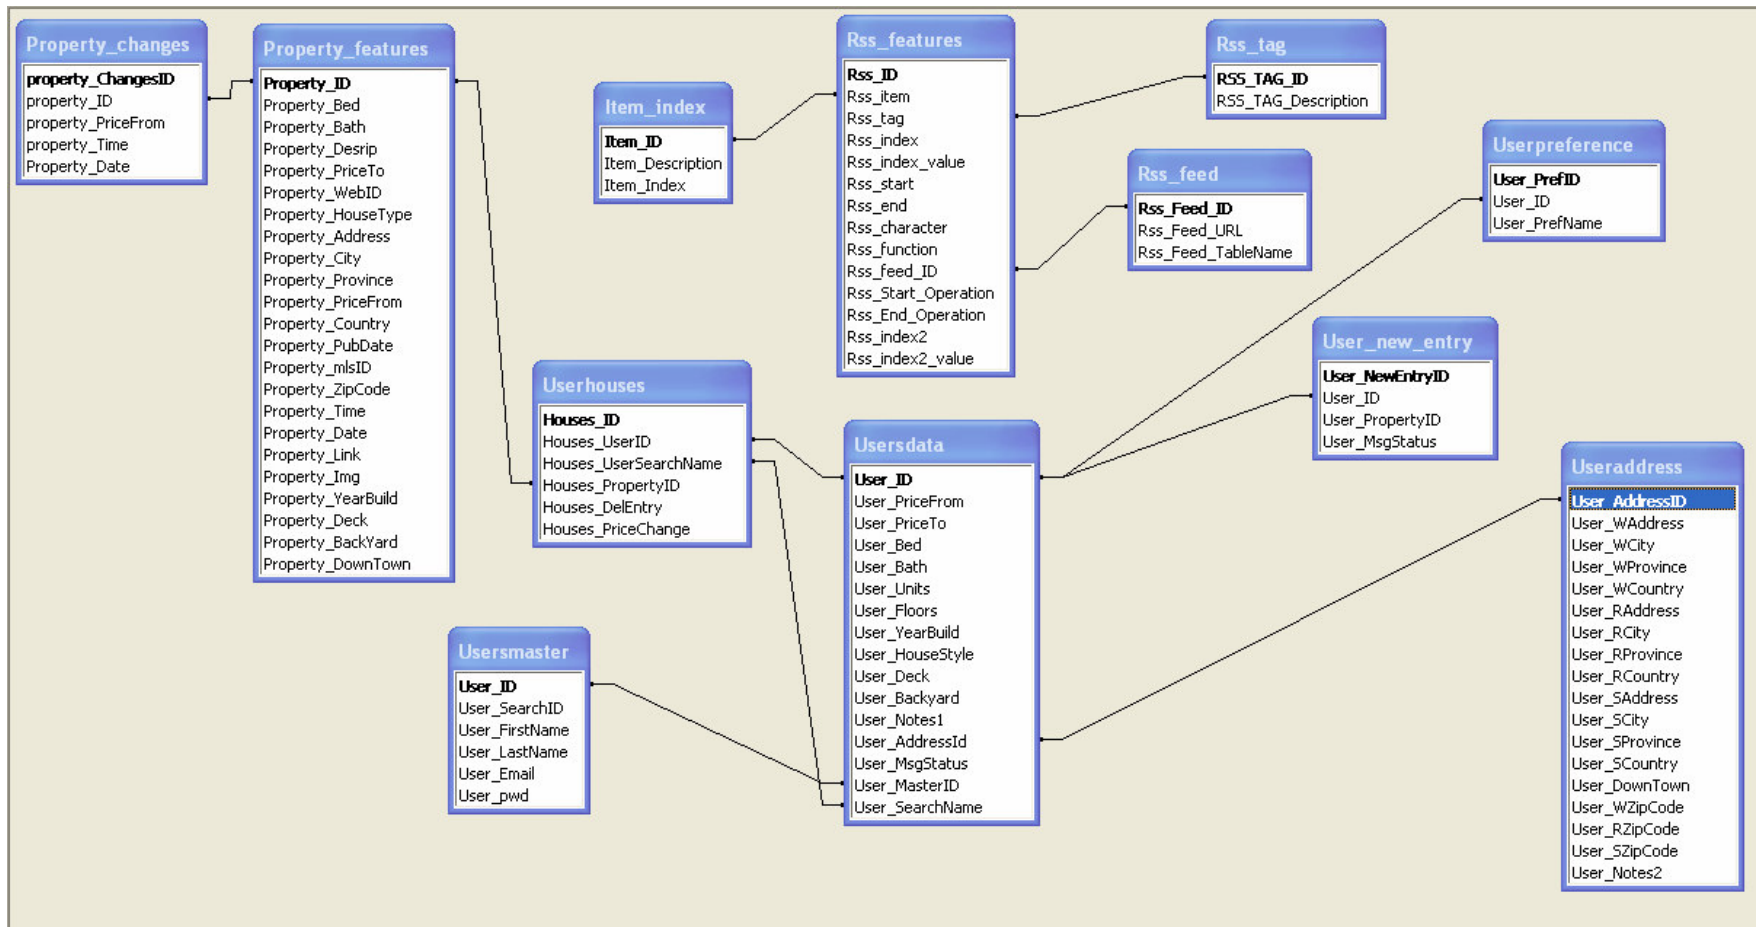 Property_changes
property_ChangesID
property_ID
property_PriceFrom
property_Time
Property_Date
Property_features
Property_ID
Property_Bed
Property_Bath
Property_Desrip
Property_PriceTo
Property_WebID
Property_HouseType
Property_Address
Property_City
Property_Province
Property_PriceFrom
Property_Country
Property_PubDate
Property_mlsID
Property_ZipCode
Property_Time
Property_Date
Property_Link
Property_Img
Property_YearBuild
Property_Deck
Property_BackYard
Property_DownTown
Item_index
Item_ID
Item_Description
Item_Index
Rss_features
Rss_ID
Rss_item
Rss_tag
Rss_index
Rss_index_value
Rss_start
Rss_end
Rss_character
Rss_function
Rss_feed_ID
Rss_Start_Operation
Rss_End_Operation
Rss_index2
Rss_index2_value
Rss_tag
RSS_TAG_ID
RSS_TAG_Description
Rss_feed
Rss_Feed_ID
Rss_Feed_URL
Rss_Feed_TableName
Userpreference
User_PrefID
User_ID
User_PrefName
User_new_entry
User_NewEntryID
User_ID
User_PropertyID
User_MsgStatus
Userhouses
Houses_ID
Houses_UserID
Houses_UserSearchName
Houses_PropertyID
Houses_DelEntry
Houses_PriceChange
Usersdata
User_ID
User_PriceFrom
User_PriceTo
User_Bed
User_Bath
User_Units
User_Floors
User_YearBuild
User_HouseStyle
User_Deck
User_Backyard
User_Notes1
User_AddressId
User_MsgStatus
User_MasterID
User_SearchName
Useraddress
User_AddressID
User_WAddress
User_WCity
User_WProvince
User_WCountry
User_RAddress
User_RCity
User_RProvince
User_RCountry
User_SAddress
User_SCity
User_SProvince
User_SCountry
User_DownTown
User_WZipCode
User_RZipCode
User_SZipCode
User_Notes2
Usersmaster
User_ID
User_SearchID
User_FirstName
User_LastName
User_Email
User_pwd